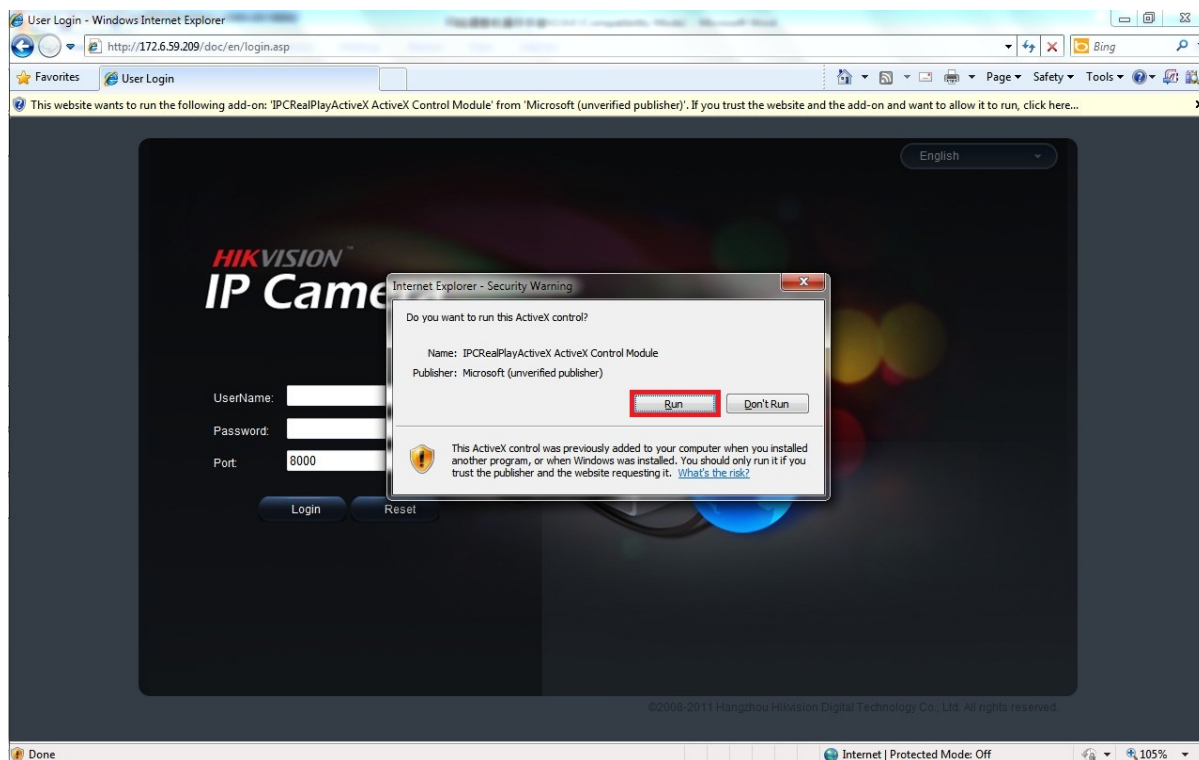 User Login - Windows Internet Explorer
http://172.6.59.209/doc/en/login.asp
Bing
Favorites
User Login
Page
Safety
Tools
This website wants to run the following add-on: 'IPCRealPlayActiveX ActiveX Control Module' from 'Microsoft (unverified publisher)'. If you trust the website and the add-on and want to allow it to run, click here...
English
HIKVISION™
IP Came
Internet Explorer - Security Warning
Do you want to run this ActiveX control?
Name: IPCRealPlayActiveX ActiveX Control Module
Publisher: Microsoft (unverified publisher)
Run
Don't Run
This ActiveX control was previously added to your computer when you installed
another program, or when Windows was installed. You should only run it if you
trust the publisher and the website requesting it. What's the risk?
UserName:
Password:
Port: 8000
Login
Reset
©2008-2011 Hangzhou Hikvision Digital Technology Co., Ltd. All rights reserved.
Done
Internet | Protected Mode: Off
105%